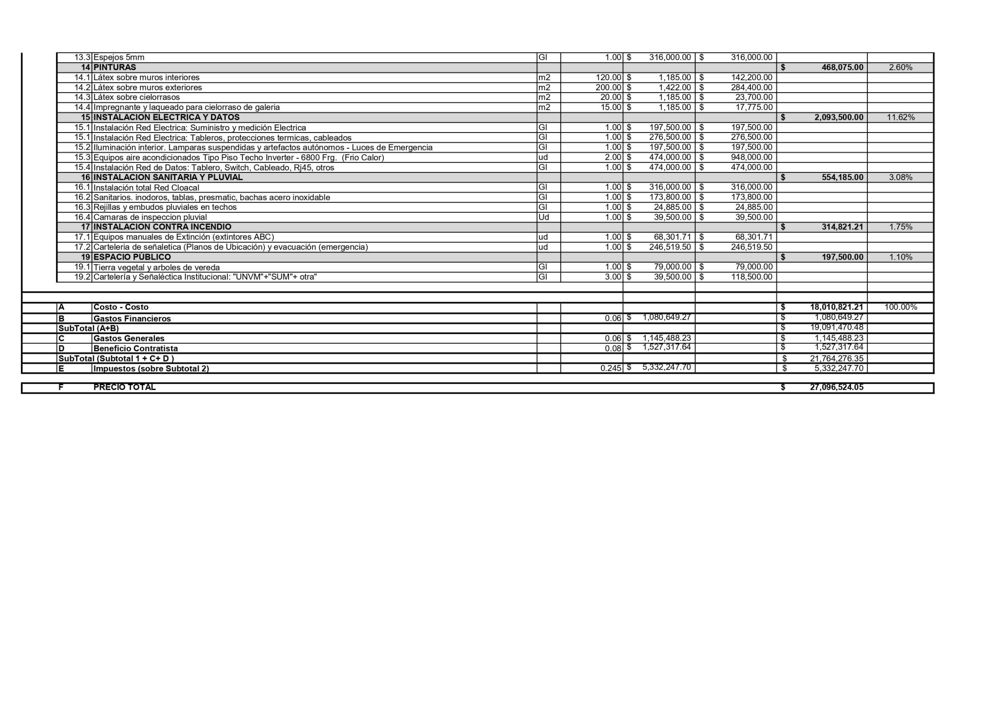 13.3 Espejos 5mm Gl 1.00 $ 316,000.00 $ 316,000.00
14 PINTURAS $ 468,075.00 2.60%
14.1 Látex sobre muros interiores m2 120.00 $ 1,185.00 $ 142,200.00
14.2 Látex sobre muros exteriores m2 200.00 $ 1,422.00 $ 284,400.00
14.3 Látex sobre cielorrasos m2 20.00 $ 1,185.00 $ 23,700.00
14.4 Impregnante y laqueado para cielorraso de galeria m2 15.00 $ 1,185.00 $ 17,775.00
15 INSTALACION ELECTRICA Y DATOS $ 2,093,500.00 11.62%
15.1 Instalación Red Electrica: Suministro y medición Electrica Gl 1.00 $ 197,500.00 $ 197,500.00
15.1 Instalación Red Electrica: Tableros, protecciones termicas, cableados Gl 1.00 $ 276,500.00 $ 276,500.00
15.2 Iluminación interior. Lamparas suspendidas y artefactos autónomos - Luces de Emergencia Gl 1.00 $ 197,500.00 $ 197,500.00
15.3 Equipos aire acondicionados Tipo PIso Techo Inverter - 6800 Frg. (Frio Calor) ud 2.00 $ 474,000.00 $ 948,000.00
15.4 Instalación Red de Datos: Tablero, Switch, Cableado, Rj45, otros Gl 1.00 $ 474,000.00 $ 474,000.00
16 INSTALACION SANITARIA Y PLUVIAL $ 554,185.00 3.08%
16.1 Instalación total Red Cloacal Gl 1.00 $ 316,000.00 $ 316,000.00
16.2 Sanitarios. inodoros, tablas, presmatic, bachas acero inoxidable Gl 1.00 $ 173,800.00 $ 173,800.00
16.3 Rejillas y embudos pluviales en techos Gl 1.00 $ 24,885.00 $ 24,885.00
16.4 Camaras de inspeccion pluvial Ud 1.00 $ 39,500.00 $ 39,500.00
17 INSTALACION CONTRA INCENDIO $ 314,821.21 1.75%
17.1 Equipos manuales de Extinción (extintores ABC) ud 1.00 $ 68,301.71 $ 68,301.71
17.2 Carteleria de señaletica (Planos de Ubicación) y evacuación (emergencia) ud 1.00 $ 246,519.50 $ 246,519.50
19 ESPACIO PÚBLICO $ 197,500.00 1.10%
19.1 Tierra vegetal y arboles de vereda Gl 1.00 $ 79,000.00 $ 79,000.00
19.2 Cartelería y Señaléctica Institucional: "UNVM"+"SUM"+ otra" Gl 3.00 $ 39,500.00 $ 118,500.00
A Costo - Costo $ 18,010,821.21 100.00%
B Gastos Financieros 0.06 $ 1,080,649.27 $ 1,080,649.27
SubTotal (A+B) $ 19,091,470.48
C Gastos Generales 0.06 $ 1,145,488.23 $ 1,145,488.23
D Beneficio Contratista 0.08 $ 1,527,317.64 $ 1,527,317.64
SubTotal (Subtotal 1 + C+ D ) $ 21,764,276.35
E Impuestos (sobre Subtotal 2) 0.245 $ 5,332,247.70 $ 5,332,247.70
F PRECIO TOTAL $ 27,096,524.05